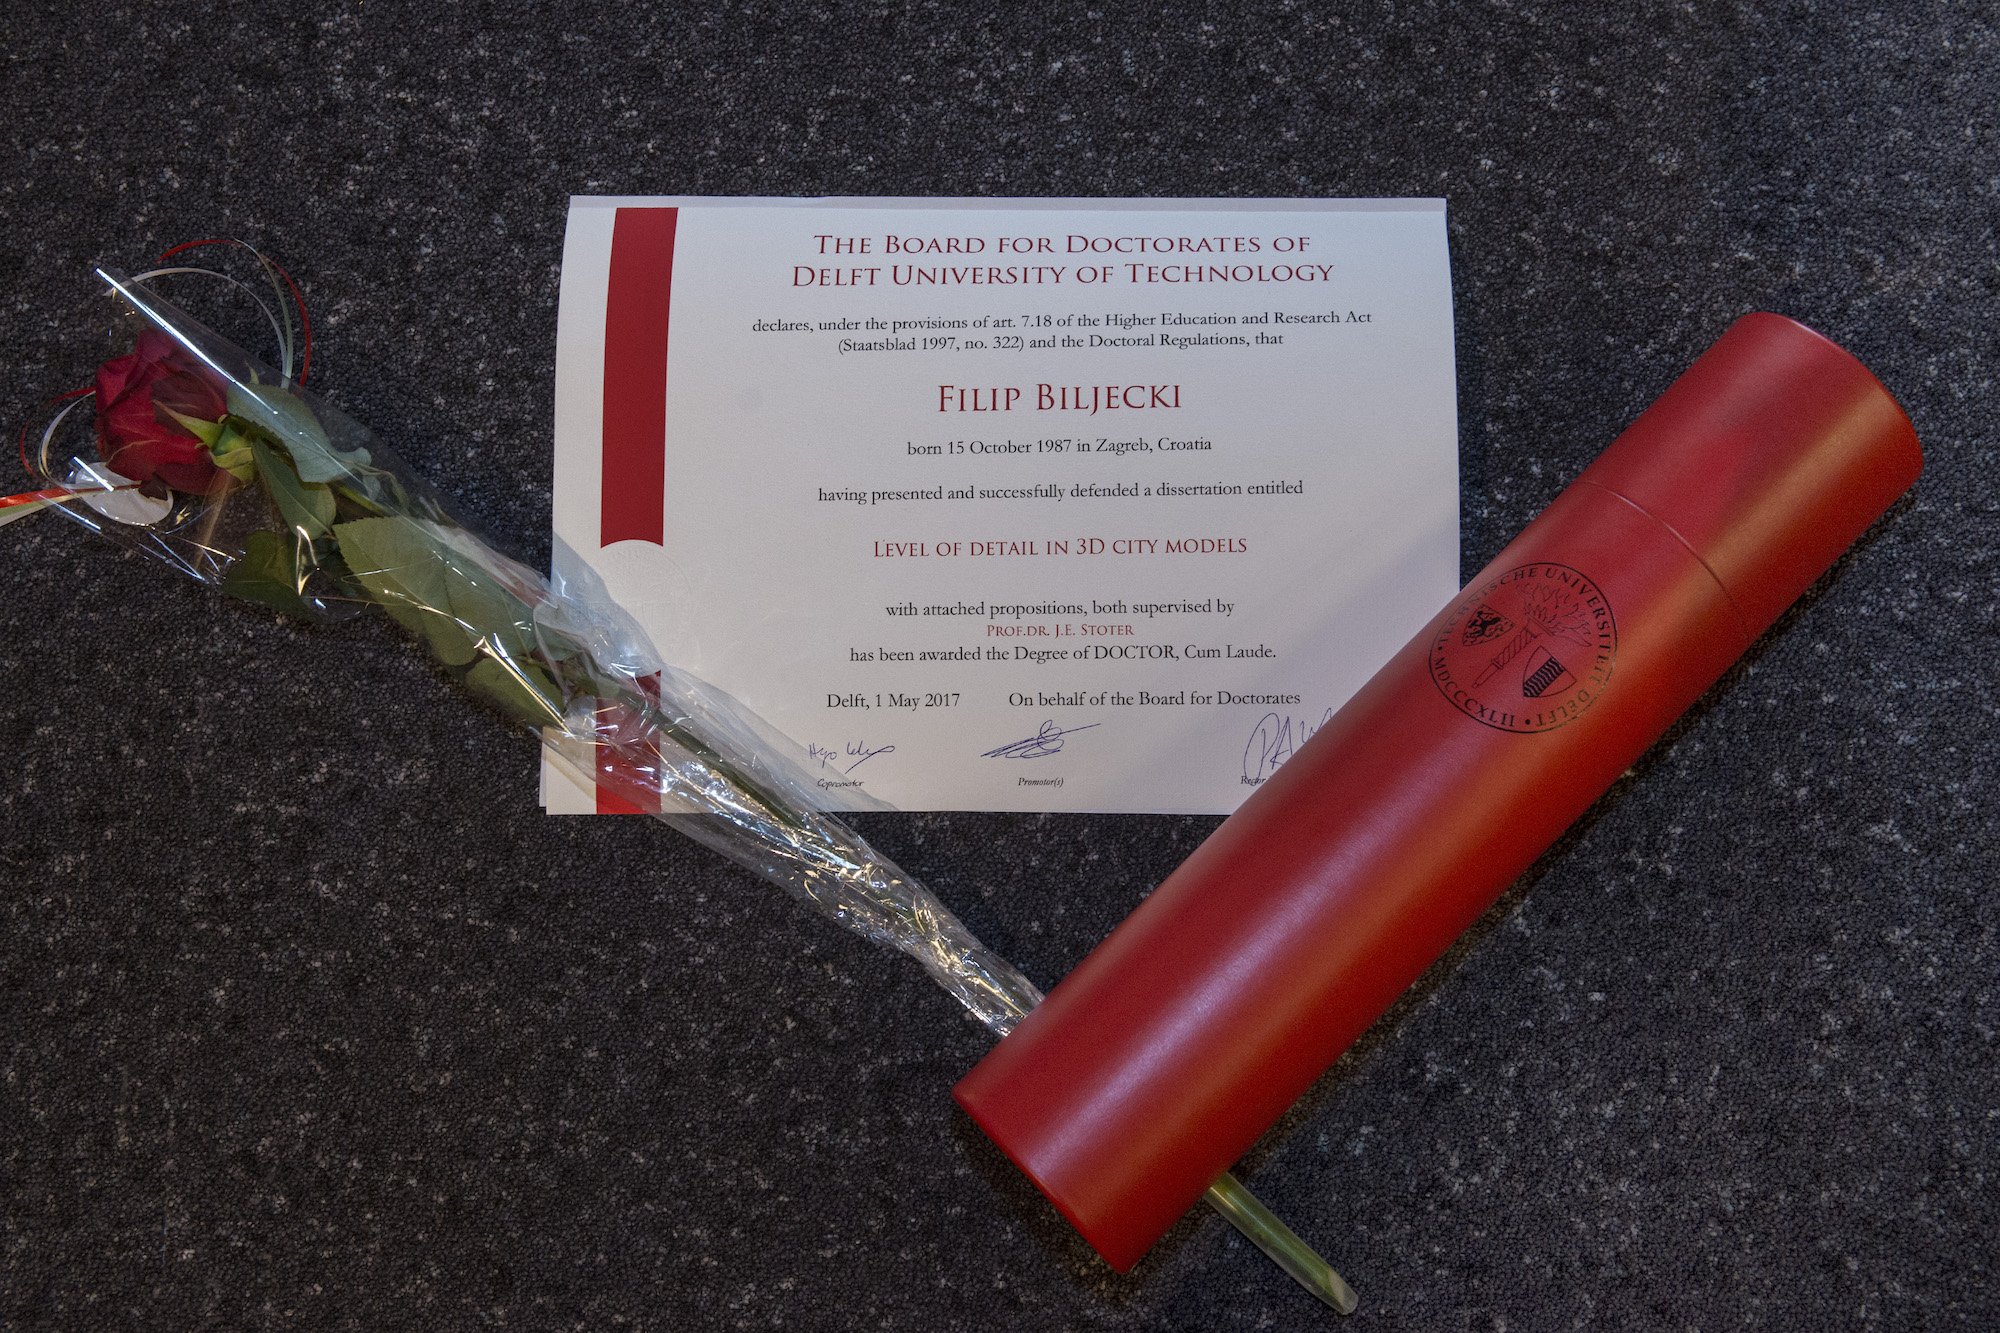 THE BOARD FOR DOCTORATES OF
DELFT UNIVERSITY OF TECHNOLOGY
declares, under the provisions of art. 7.18 of the Higher Education and Research Act
(Staatsblad 1997, no. 322) and the Doctoral Regulations, that
FILIP BILJECKI
born 15 October 1987 in Zagreb, Croatia
having presented and successfully defended a dissertation entitled
LEVEL OF DETAIL IN 3D CITY MODELS
with attached propositions, both supervised by
PROF.DR. J.E. STOTER
has been awarded the Degree of DOCTOR, Cum Laude.
Delft, 1 May 2017 On behalf of the Board for Doctorates
Copromotor Promotor(s)
TECHNISCHE UNIVERSITEIT DELFT • MDCCCXLII •